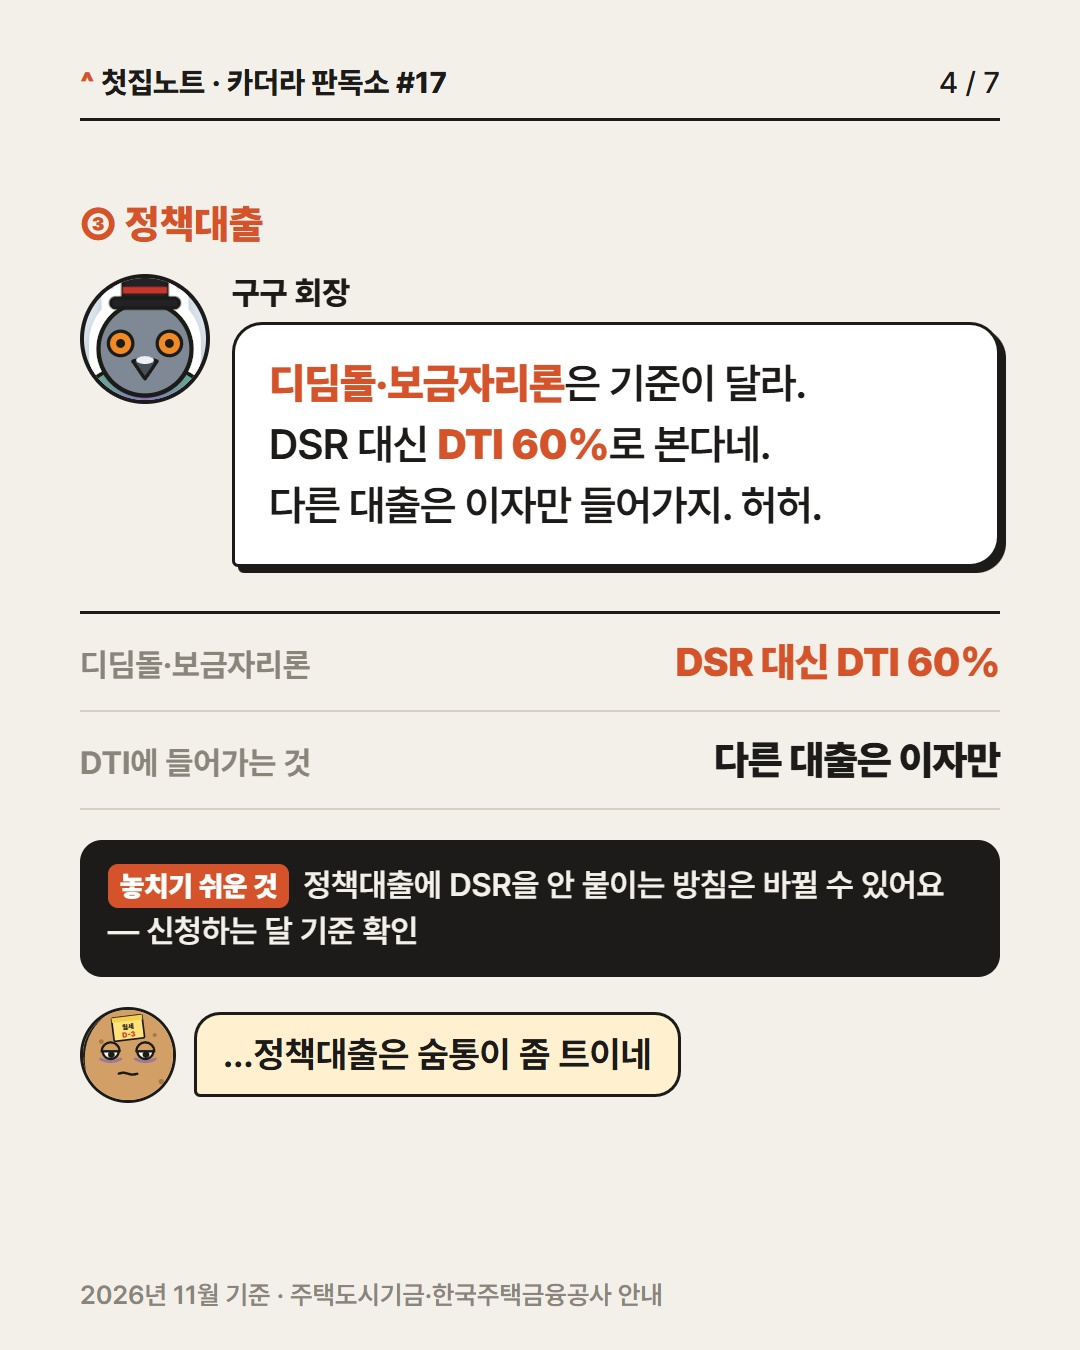 ^ 첫집노트 · 카더라 판독소 #17
4 / 7
③ 정책대출
구구 회장
디딤돌·보금자리론은 기준이 달라.
DSR 대신 DTI 60%로 본다네.
다른 대출은 이자만 들어가지. 허허.
디딤돌·보금자리론
DSR 대신 DTI 60%
DTI에 들어가는 것
다른 대출은 이자만
놓치기 쉬운 것 정책대출에 DSR을 안 붙이는 방침은 바뀔 수 있어요
— 신청하는 달 기준 확인
월세
D-3
...정책대출은 숨통이 좀 트이네
2026년 11월 기준 · 주택도시기금·한국주택금융공사 안내